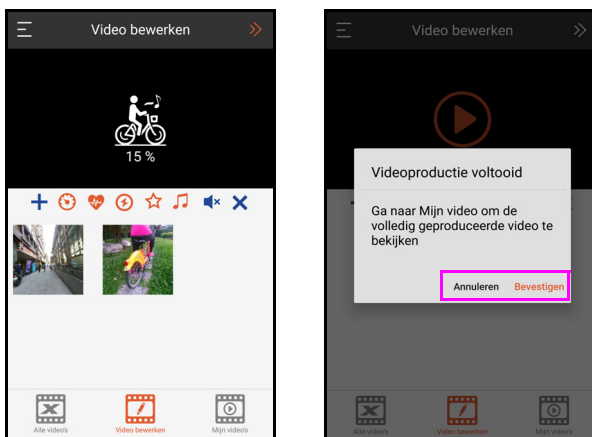 Video bewerken
15 %
Alle video's
Video bewerken
Mijn video's
Video bewerken
Videoproductie voltooid
Ga naar Mijn video om de
volledig geproduceerde video te
bekijken
Annuleren Bevestigen
Alle video's
Video bewerken
Mijn video's